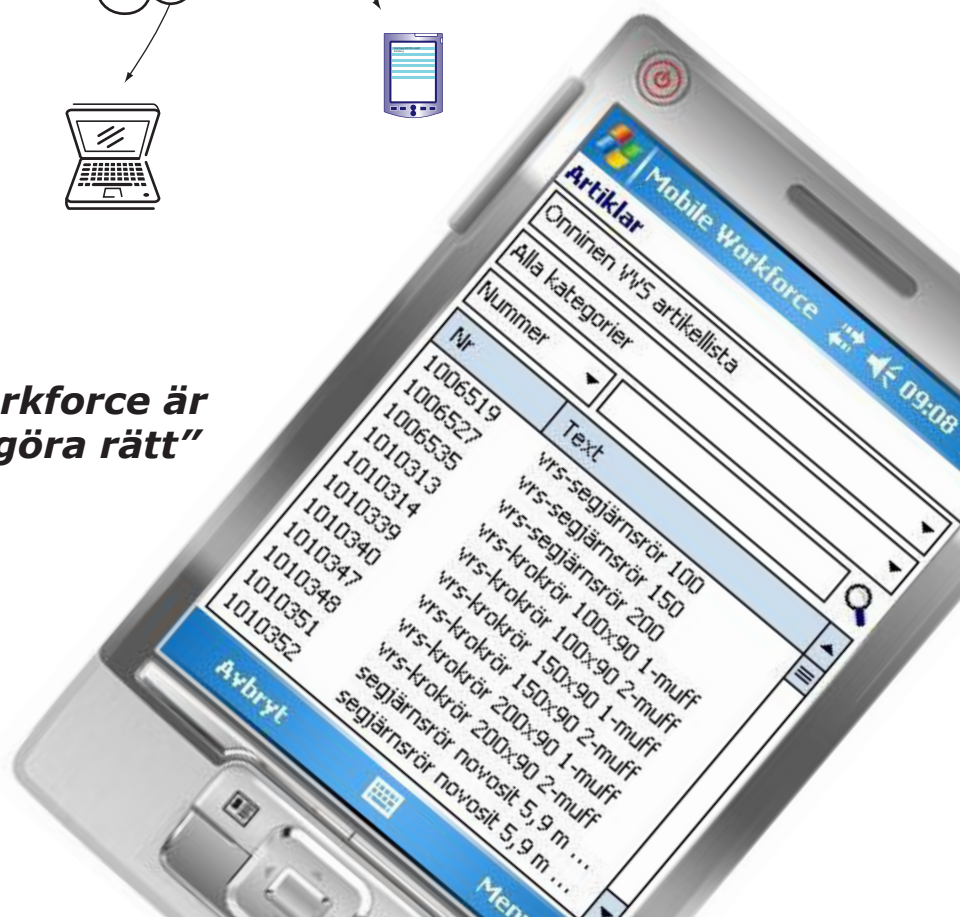 rkforce är
göra rätt”
Mobile Workforce 09:08
Artiklar
Onninen VVS artikellista
Alla kategorier
Nummer
Nr Text
1006519 vrs-segjärnsrör 100
1006527 vrs-segjärnsrör 150
1006535 vrs-segjärnsrör 200
1010313 vrs-krokrör 100x90 1-muff
1010314 vrs-krokrör 100x90 2-muff
1010339 vrs-krokrör 150x90 1-muff
1010340 vrs-krokrör 150x90 2-muff
1010347 vrs-krokrör 200x90 1-muff
1010348 vrs-krokrör 200x90 2-muff
1010351 segjärnsrör novosit 5,9 m ...
1010352 segjärnsrör novosit 5,9 m ...
Avbryt Menu